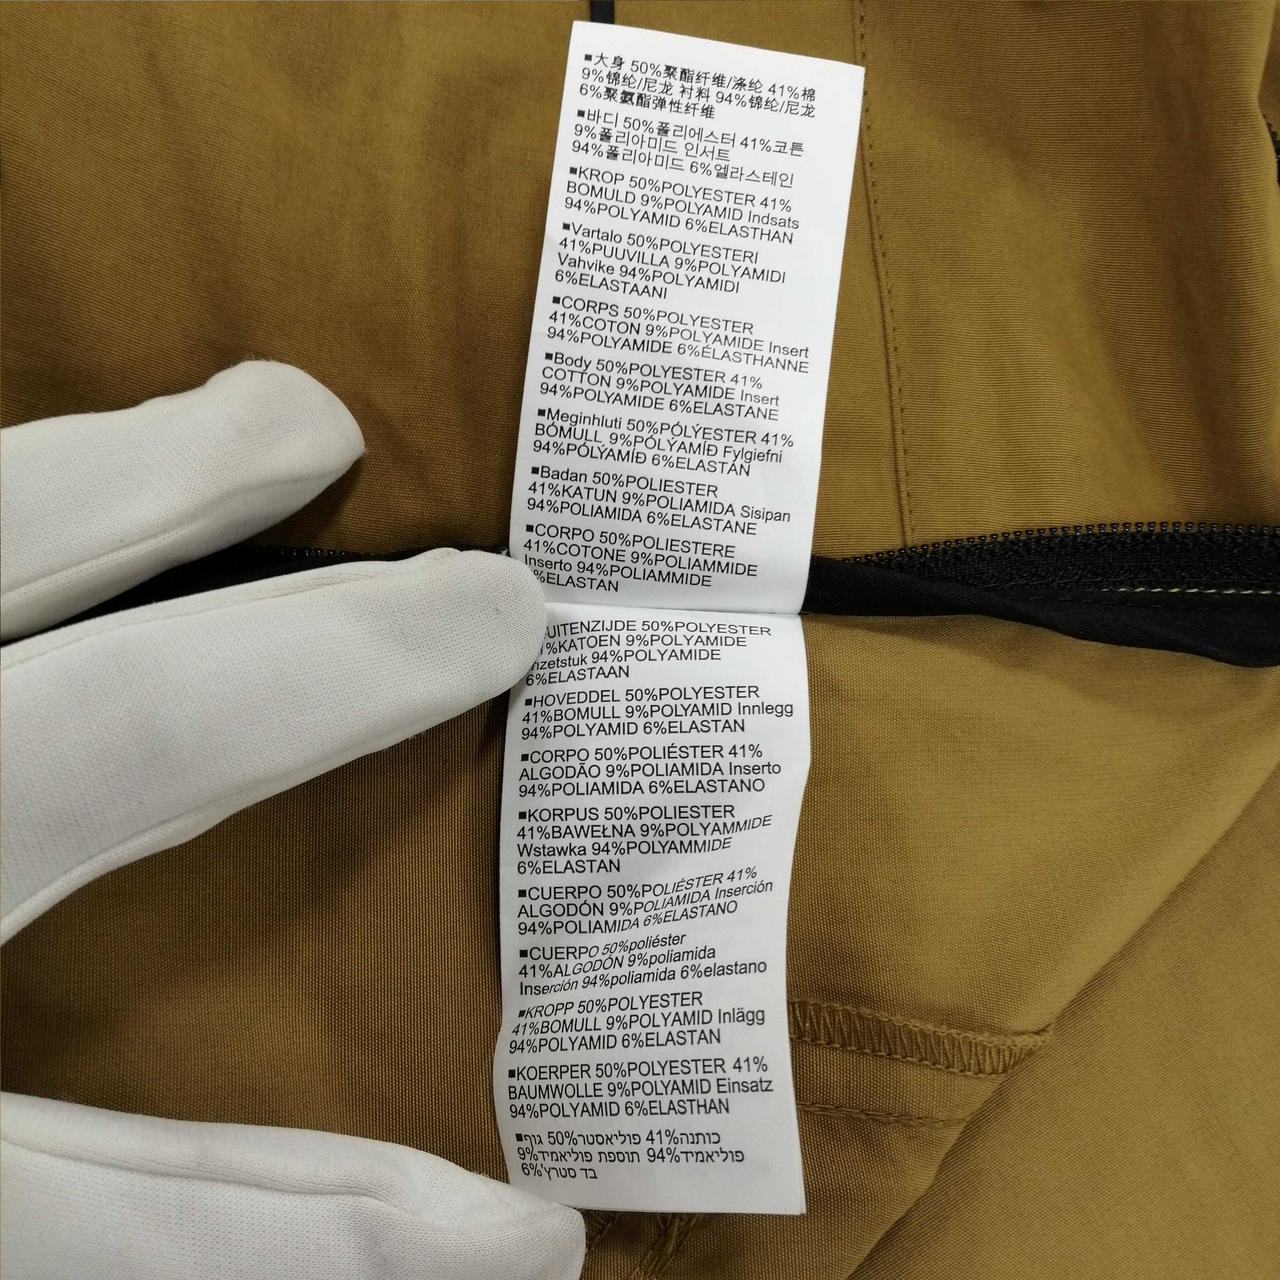 ■大身 50%聚酯纤维/涤纶 41%棉
9%锦纶/尼龙 衬料 94%锦纶/尼龙
6%聚氨酯弹性纤维
■바디 50%폴리에스터 41%코튼
9%폴리아미드 인서트
94%폴리아미드 6%엘라스테인
■KROP 50%POLYESTER 41%
BOMULD 9%POLYAMID Indsats
94%POLYAMID 6%ELASTHAN
■Vartalo 50%POLYESTERI
41%PUUVILLA 9%POLYAMIDI
Vahvike 94%POLYAMIDI
6%ELASTAANI
■CORPS 50%POLYESTER
41%COTON 9%POLYAMIDE Insert
94%POLYAMIDE 6%ÉLASTHANNE
■Body 50%POLYESTER 41%
COTTON 9%POLYAMIDE Insert
94%POLYAMIDE 6%ELASTANE
■Meginhluti 50%PÓLÝESTER 41%
BÓMULL 9%PÓLÝAMÍÐ Fylgiefni
94%PÓLÝAMÍÐ 6%ELASTÁN
■Badan 50%POLIESTER
41%KATUN 9%POLIAMIDA Sisipan
94%POLIAMIDA 6%ELASTANE
■CORPO 50%POLIESTERE
41%COTONE 9%POLIAMMIDE
Inserto 94%POLIAMMIDE
%ELASTAN
UITENZIJDE 50%POLYESTER
%KATOEN 9%POLYAMIDE
nzetstuk 94%POLYAMIDE
6%ELASTAAN
■HOVEDDEL 50%POLYESTER
41%BOMULL 9%POLYAMID Innlegg
94%POLYAMID 6%ELASTAN
■CORPO 50%POLIÉSTER 41%
ALGODÃO 9%POLIAMIDA Inserto
94%POLIAMIDA 6%ELASTANO
■KORPUS 50%POLIESTER
41%BAWEŁNA 9%POLYAMMIDE
Wstawka 94%POLYAMMIDE
6%ELASTAN
■CUERPO 50%POLIÉSTER 41%
ALGODÓN 9%POLIAMIDA Inserción
94%POLIAMIDA 6%ELASTANO
■CUERPO 50%poliéster
41%ALGODÓN 9%poliamida
Inserción 94%poliamida 6%elastano
■KROPP 50%POLYESTER
41%BOMULL 9%POLYAMID Inlägg
94%POLYAMID 6%ELASTAN
■KOERPER 50%POLYESTER 41%
BAUMWOLLE 9%POLYAMID Einsatz
94%POLYAMID 6%ELASTHAN
■גוף 50%פוליאסטר 41%כותנה
9%פוליאמיד תוספת 94%פוליאמיד
6%בד סטרץ'